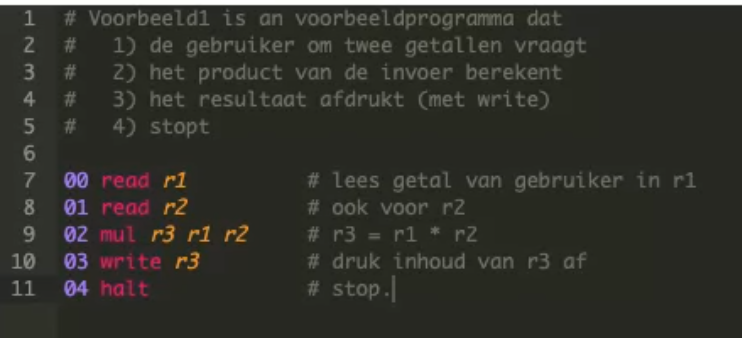 1 # Voorbeeld1 is an voorbeeldprogramma dat
2 #   1) de gebruiker om twee getallen vraagt
3 #   2) het product van de invoer berekent
4 #   3) het resultaat afdrukt (met write)
5 #   4) stopt
6
7 00 read r1          # lees getal van gebruiker in r1
8 01 read r2          # ook voor r2
9 02 mul r3 r1 r2     # r3 = r1 * r2
10 03 write r3         # druk inhoud van r3 af
11 04 halt             # stop.